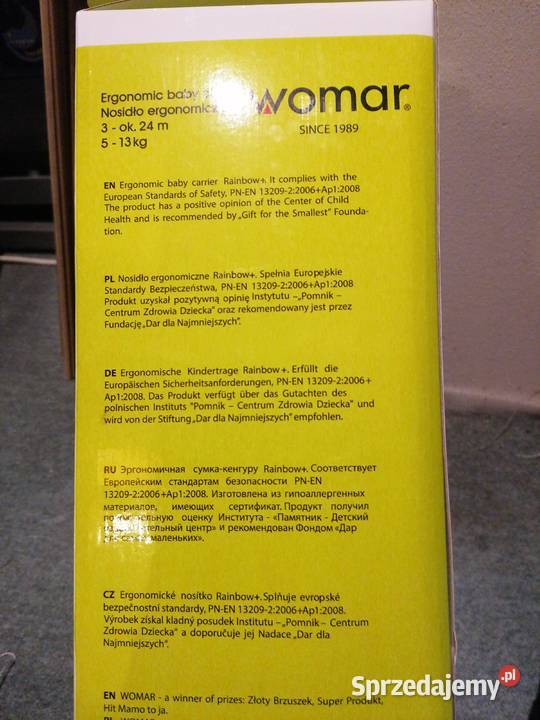 Ergonomic baby
Nosidło ergonomicz
3 - ok. 24 m
5 - 13 kg
womar®
SINCE 1989
EN Ergonomic baby carrier Rainbow+. It complies with the
European Standards of Safety, PN-EN 13209-2:2006+Ap1:2008
The product has a positive opinion of the Center of Child
Health and is recommended by „Gift for the Smallest" Founda-
tion.
PL Nosidło ergonomiczne Rainbow+. Spełnia Europejskie
Standardy Bezpieczeństwa, PN-EN 13209-2:2006+Ap1:2008
Produkt uzyskał pozytywną opinię Instytutu –„Pomnik –
Centrum Zdrowia Dziecka" oraz rekomendowany jest przez
Fundację „Dar dla Najmniejszych".
DE Ergonomische Kindertrage Rainbow+. Erfüllt die
Europäischen Sicherheitsanforderungen, PN-EN 13209-2:2006+
Ap1:2008. Das Produkt verfügt über das Gutachten des
polnischen Instituts "Pomnik – Centrum Zdrowia Dziecka" und
wird von der Stiftung „Dar dla Najmniejszych" empfohlen.
RU Эргономичная сумка-кенгуру Rainbow+. Соответствует
Европейским стандартам безопасности PN-EN
13209-2:2006+Ap1:2008. Изготовлена из гипоаллергенных
материалов, имеющих сертификат. Продукт получил
оценку Института - «Памятник - Детский
центр» и рекомендован Фондом «Дар
маленьких».
CZ Ergonomické nosítko Rainbow+. Splňuje evropské
bezpečnostní standardy, PN-EN 13209-2:2006+Ap1:2008.
Výrobek získal kladný posudek Institutu –„Pomnik – Centrum
Zdrowia Dziecka" a doporučuje jej Nadace „Dar dla
Najmniejszych".
EN WOMAR - a winner of prizes: Złoty Brzuszek, Super Produkt,
Hit Mamo to ja.
Sprzedajemy.pl